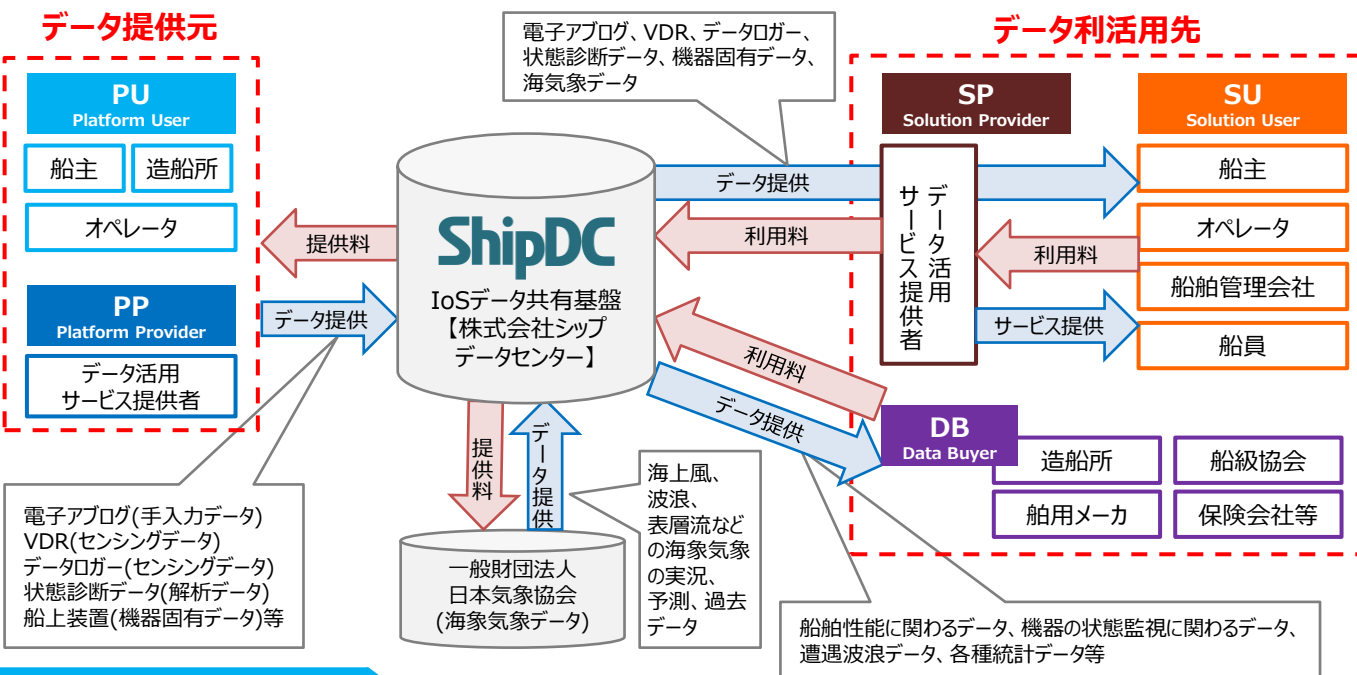 データ提供元
PU
Platform User
船主
造船所
オペレータ
PP
Platform Provider
データ活用
サービス提供者
提供料
データ提供
電子アブログ(手入力データ)
VDR(センシングデータ)
データロガー(センシングデータ)
状態診断データ(解析データ)
船上装置(機器固有データ)等
電子アブログ、VDR、データロガー、
状態診断データ、機器固有データ、
海気象データ
ShipDC
IoSデータ共有基盤
【株式会社シップ
データセンター】
提供料
データ提供
一般財団法人
日本気象協会
(海象気象データ)
海上風、
波浪、
表層流など
の海象気象
の実況、
予測、過去
データ
データ提供
利用料
利用料
データ提供
データ利活用先
SP
Solution Provider
データ活用
サービス提供者
利用料
サービス提供
SU
Solution User
船主
オペレータ
船舶管理会社
船員
DB
Data Buyer
造船所
船級協会
舶用メーカ
保険会社等
船舶性能に関わるデータ、機器の状態監視に関わるデータ、
遭遇波浪データ、各種統計データ等